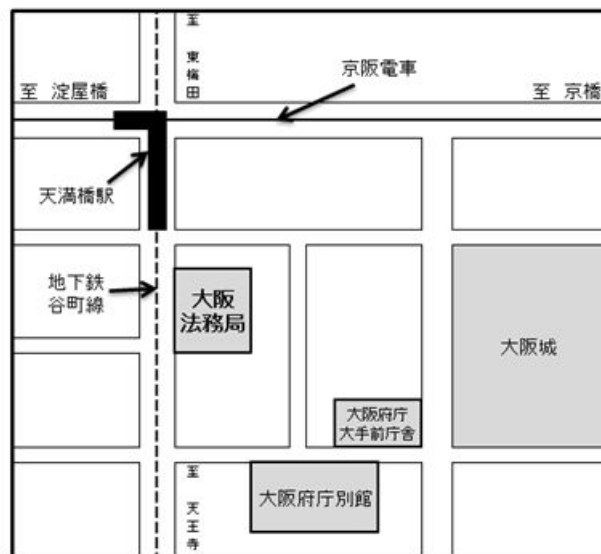 至 東梅田
京阪電車
至 淀屋橋
至 京橋
天満橋駅
地下鉄
谷町線
大阪
法務局
大阪城
大阪府庁
大手前庁舎
大阪府庁別館
至 天王寺